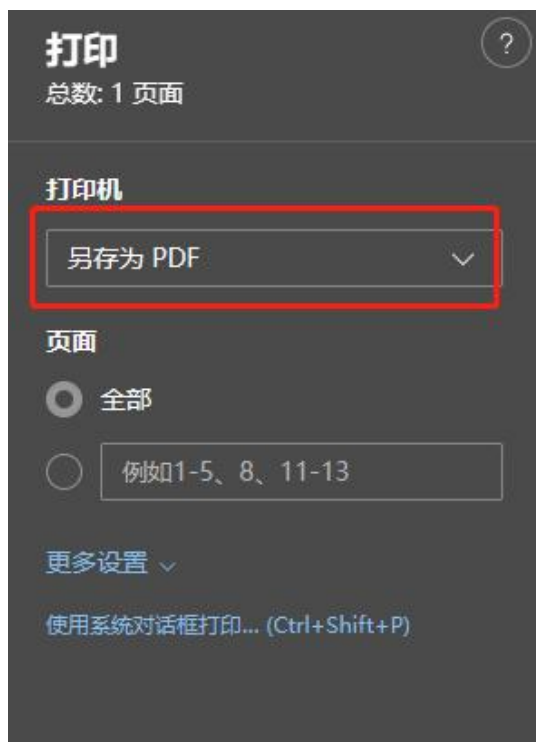 打印
?
总数: 1 页面
打印机
另存为 PDF
页面
全部
例如1-5、8、11-13
更多设置
使用系统对话框打印... (Ctrl+Shift+P)